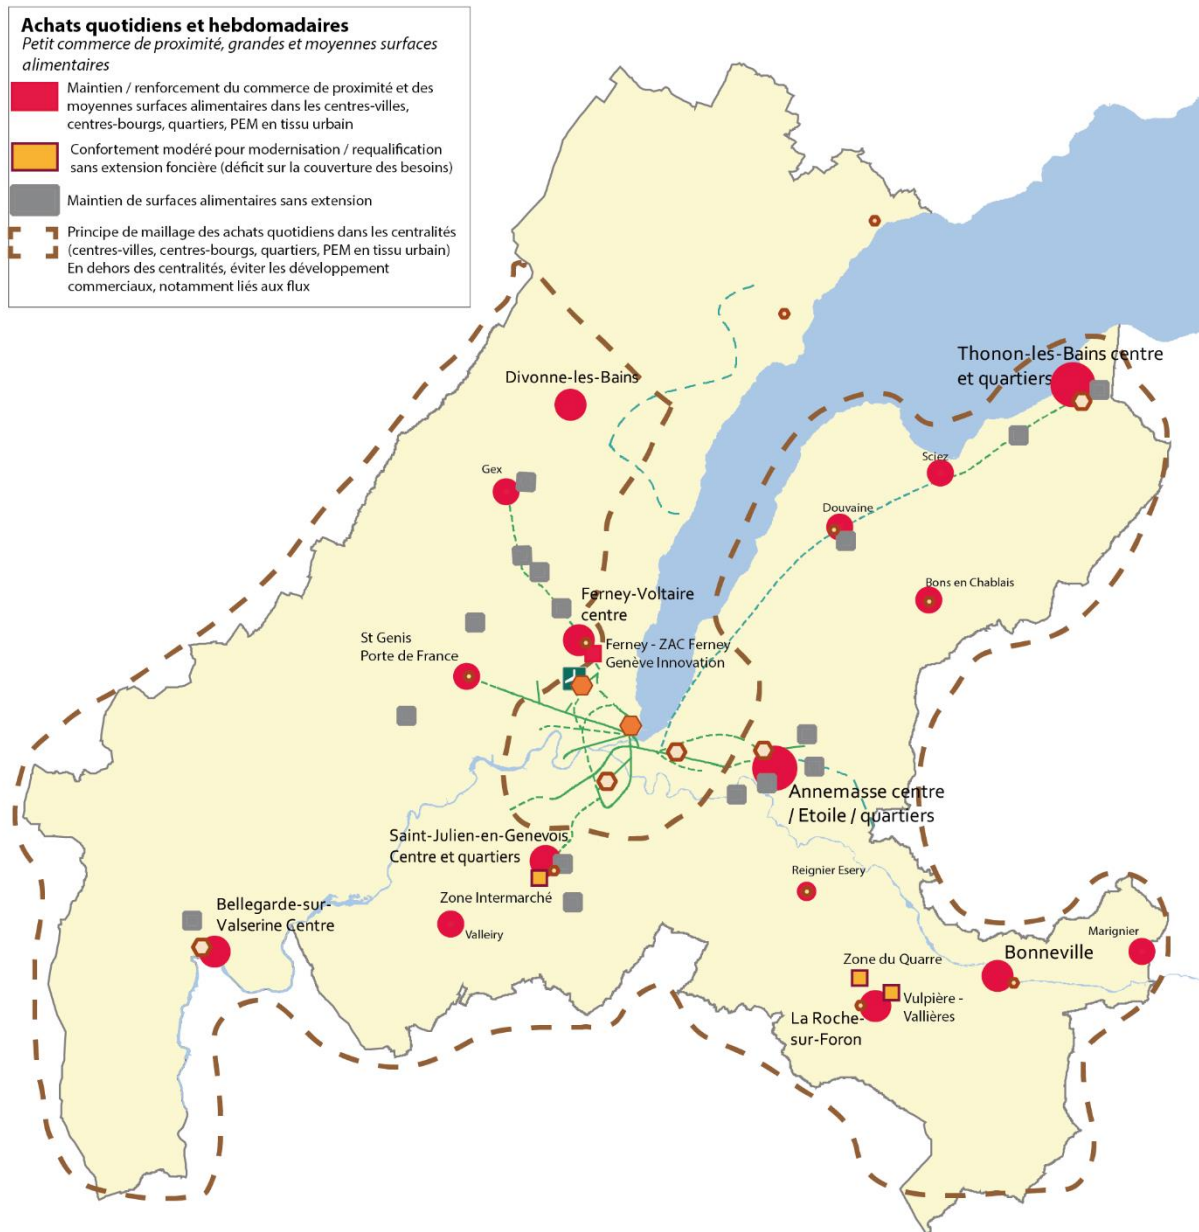 Achats quotidiens et hebdomadaires
Petit commerce de proximité, grandes et moyennes surfaces
alimentaires
Maintien / renforcement du commerce de proximité et des
moyennes surfaces alimentaires dans les centres-villes,
centres-bourgs, quartiers, PEM en tissu urbain
Confortement modéré pour modernisation / requalification
sans extension foncière (déficit sur la couverture des besoins)
Maintien de surfaces alimentaires sans extension
Principe de maillage des achats quotidiens dans les centralités
(centres-villes, centres-bourgs, quartiers, PEM en tissu urbain)
En dehors des centralités, éviter les développement
commerciaux, notamment liés aux flux
Thonon-les-Bains centre
et quartiers
Divonne-les-Bains
Sciez
Gex
Douvaine
Bons en Chablais
Ferney-Voltaire
centre
St Genis
Porte de France
Ferney - ZAC Ferney
Genève Innovation
Annemasse centre
/ Etoile / quartiers
Saint-Julien-en-Genevois
Centre et quartiers
Reignier Esery
Zone Intermarché
Bellegarde-sur-
Valserine Centre
Valleiry
Marignier
Bonneville
Zone du Quarre
Vulpière -
Vallières
La Roche-
sur-Foron